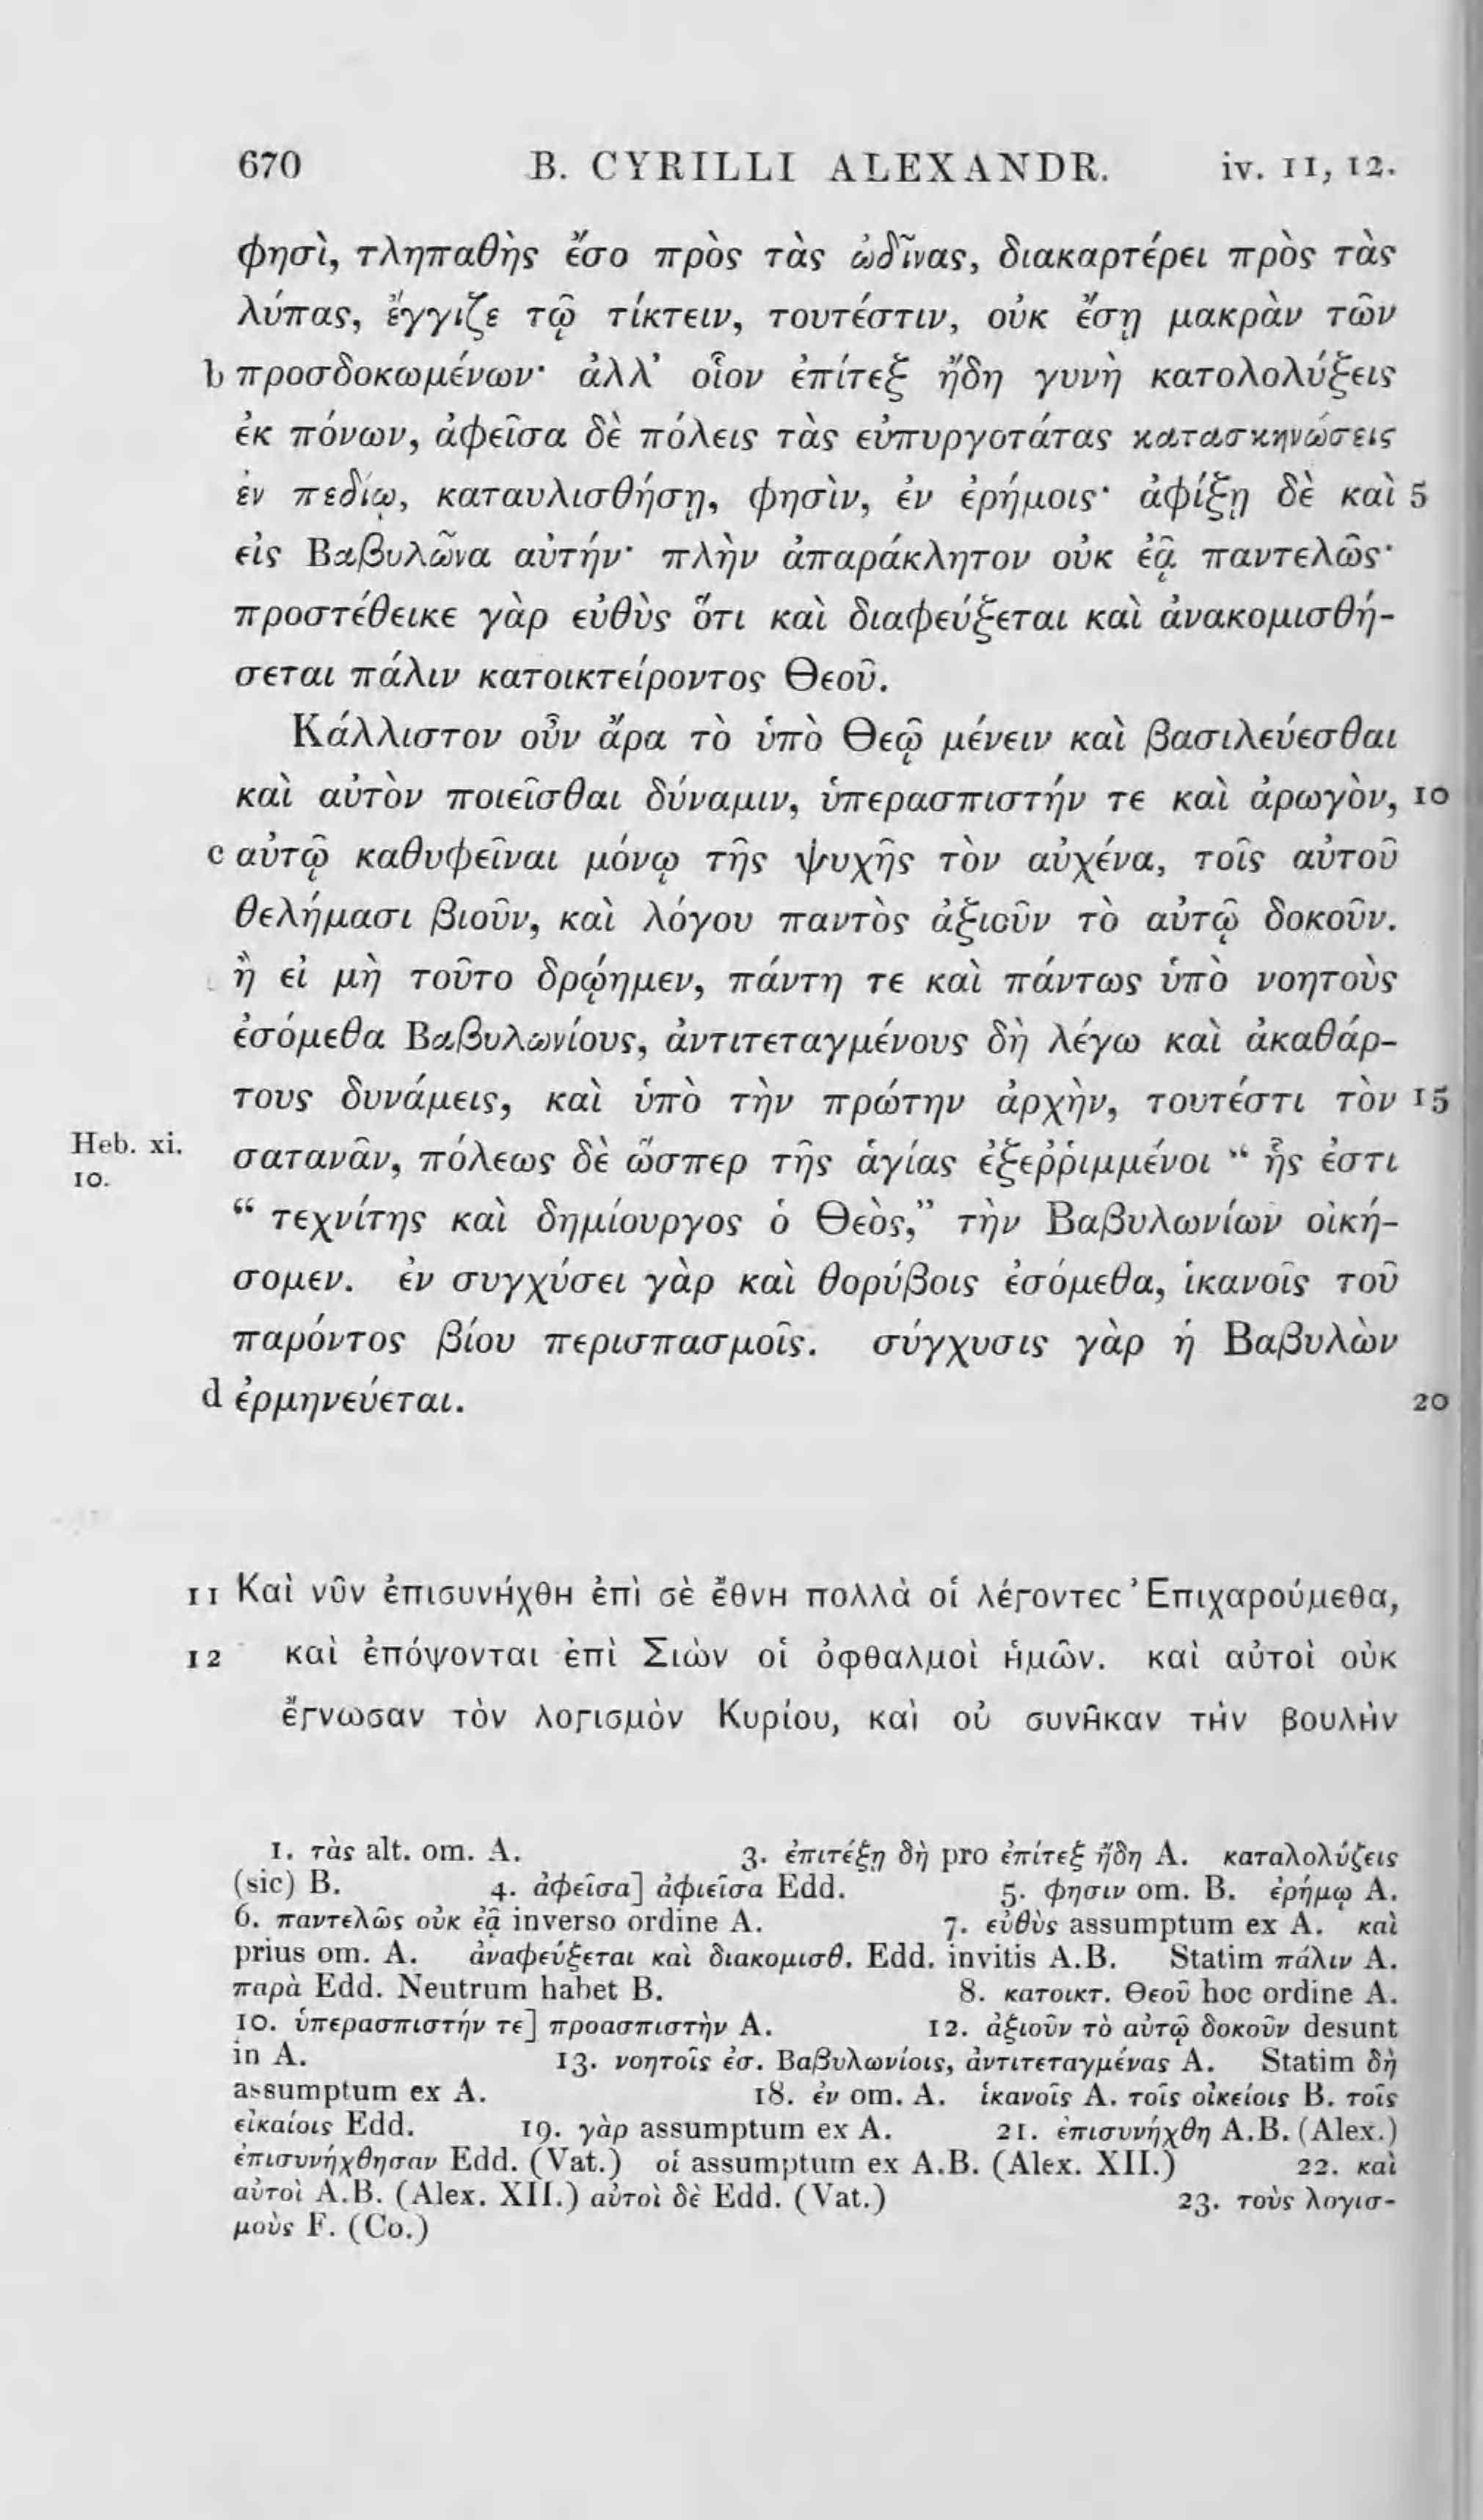 670 B. CYRILLI ALEXANDR. iv. 11, 12.
φησὶ, τληπαθὴς ἔσο πρὸς τὰς ὠδῖνας, διακαρτέρει πρὸς τὰς
λύπας, ἔγγιζε τῷ τίκτειν, τουτέστιν, οὐκ ἔσῃ μακρὰν τῶν
b προσδοκωμένων· ἀλλ’ οἷον ἐπίτεξ ἤδη γυνὴ κατολολύξεις
ἐκ πόνων, ἀφεῖσα δὲ πόλεις τὰς εὐπυργοτάτας κατασκηνώσεις
ἐν πεδίῳ, καταυλισθήσῃ, φησὶν, ἐν ἐρήμοις· ἀφίξῃ δὲ καὶ 5
εἰς Βαβυλῶνα αὐτήν· πλὴν ἀπαράκλητον οὐκ ἐᾷ παντελῶς·
προστέθεικε γὰρ εὐθὺς ὅτι καὶ διαφεύξεται καὶ ἀνακομισθή-
σεται πάλιν κατοικτείροντος Θεοῦ.
Κάλλιστον οὖν ἄρα τὸ ὑπὸ Θεῷ μένειν καὶ βασιλεύεσθαι
καὶ αὐτὸν ποιεῖσθαι δύναμιν, ὑπερασπιστήν τε καὶ ἀρωγὸν, 10
c αὐτῷ καθυφεῖναι μόνῳ τῆς ψυχῆς τὸν αὐχένα, τοῖς αὐτοῦ
θελήμασι βιοῦν, καὶ λόγου παντὸς ἀξιοῦν τὸ αὐτῷ δοκοῦν.
ἢ εἰ μὴ τοῦτο δρῴημεν, πάντη τε καὶ πάντως ὑπὸ νοητοὺς
ἐσόμεθα Βαβυλωνίους, ἀντιτεταγμένους δὴ λέγω καὶ ἀκαθάρ-
τους δυνάμεις, καὶ ὑπὸ τὴν πρώτην ἀρχὴν, τουτέστι τὸν 15
Heb. xi. 10. σατανᾶν, πόλεως δὲ ὥσπερ τῆς ἁγίας ἐξεῤῥιμμένοι “ ἧς ἐστι
“ τεχνίτης καὶ δημίουργος ὁ Θεὸς,” τὴν Βαβυλωνίων οἰκή-
σομεν. ἐν συγχύσει γὰρ καὶ θορύβοις ἐσόμεθα, ἱκανοῖς τοῦ
παρόντος βίου περισπασμοῖς. σύγχυσις γὰρ ἡ Βαβυλὼν
d ἑρμηνεύεται. 20
11 Καὶ νῦν ἐπισυνήχθη ἐπὶ σὲ ἔθνη πολλὰ οἱ λέγοντες Ἐπιχαρούμεθα,
12 καὶ ἐπόψονται ἐπὶ Σιὼν οἱ ὀφθαλμοὶ ἡμῶν. καὶ αὐτοὶ οὐκ
ἔγνωσαν τὸν λογισμὸν Κυρίου, καὶ οὐ συνῆκαν τὴν βουλὴν
1. τὰς alt. om. A. 3. ἐπιτέξῃ δὴ pro ἐπίτεξ ἤδη A. καταλολύζεις
(sic) B. 4. ἀφεῖσα] ἀφιεῖσα Edd. 5. φησιν om. B. ἐρήμῳ A.
6. παντελῶς οὐκ ἐᾷ inverso ordine A. 7. εὐθὺς assumptum ex A. καὶ
prius om. A. ἀναφεύξεται καὶ διακομισθ. Edd. invitis A.B. Statim πάλιν A.
παρὰ Edd. Neutrum habet B. 8. κατοικτ. Θεοῦ hoc ordine A.
10. ὑπερασπιστήν τε] προασπιστὴν A. 12. ἀξιοῦν τὸ αὐτῷ δοκοῦν desunt
in A. 13. νοητοῖς ἐσ. Βαβυλωνίοις, ἀντιτεταγμένας A. Statim δὴ
assumptum ex A. 18. ἐν om. A. ἱκανοῖς A. τοῖς οἰκείοις B. τοῖς
εἰκαίοις Edd. 19. γὰρ assumptum ex A. 21. ἐπισυνήχθη A.B. (Alex.)
ἐπισυνήχθησαν Edd. (Vat.) οἱ assumptum ex A.B. (Alex. XII.) 22. καὶ
αὐτοὶ A.B. (Alex. XII.) αὐτοὶ δὲ Edd. (Vat.) 23. τοὺς λογισ-
μοὺς F. (Co.)